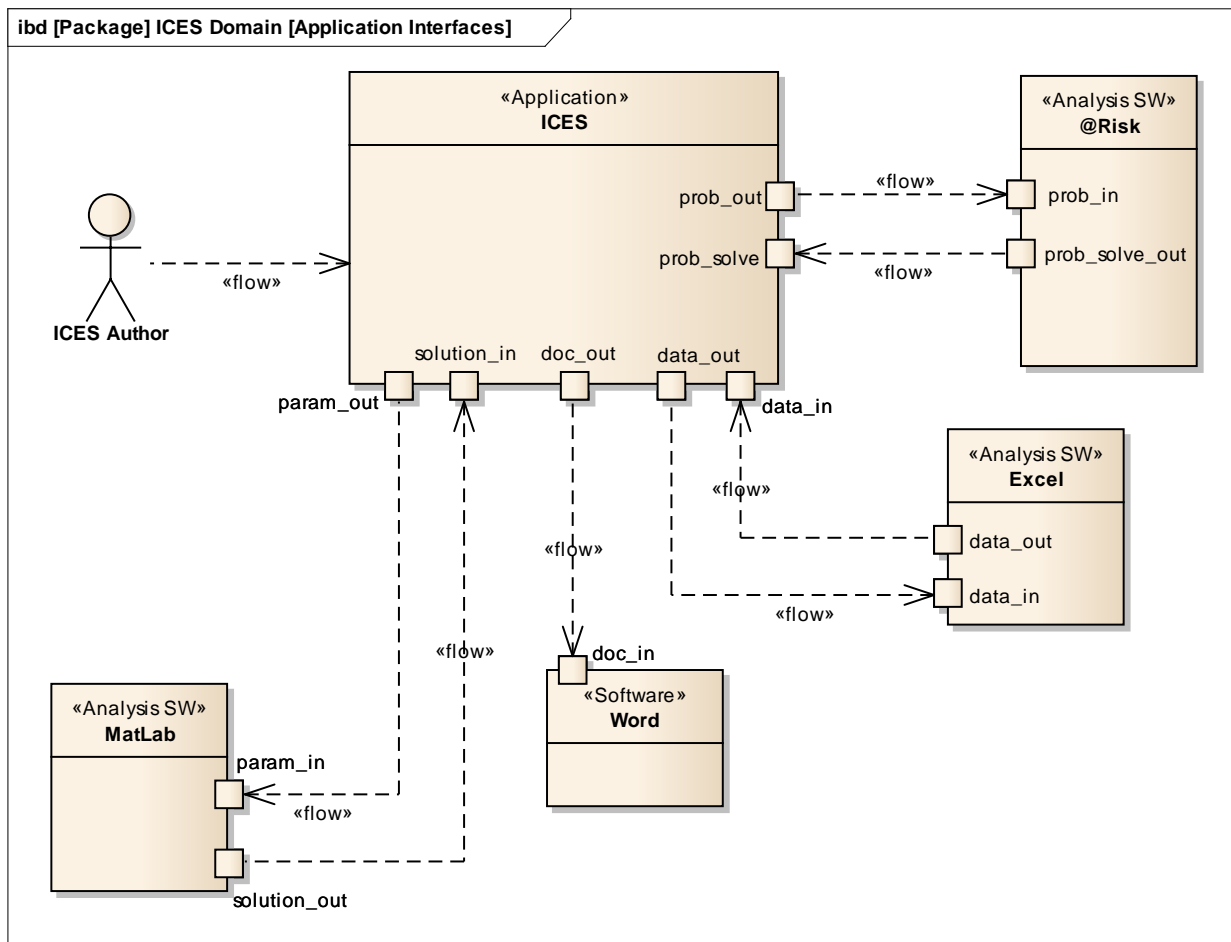 ibd [Package] ICES Domain [Application Interfaces]
«Application»
ICES
«Analysis SW»
@Risk
prob_out
«flow»
prob_in
prob_solve
«flow»
prob_solve_out
«flow»
ICES Author
solution_in
doc_out
data_out
param_out
data_in
«Analysis SW»
Excel
«flow»
data_out
«flow»
data_in
«flow»
«flow»
doc_in
«Software»
Word
«Analysis SW»
MatLab
param_in
«flow»
solution_out